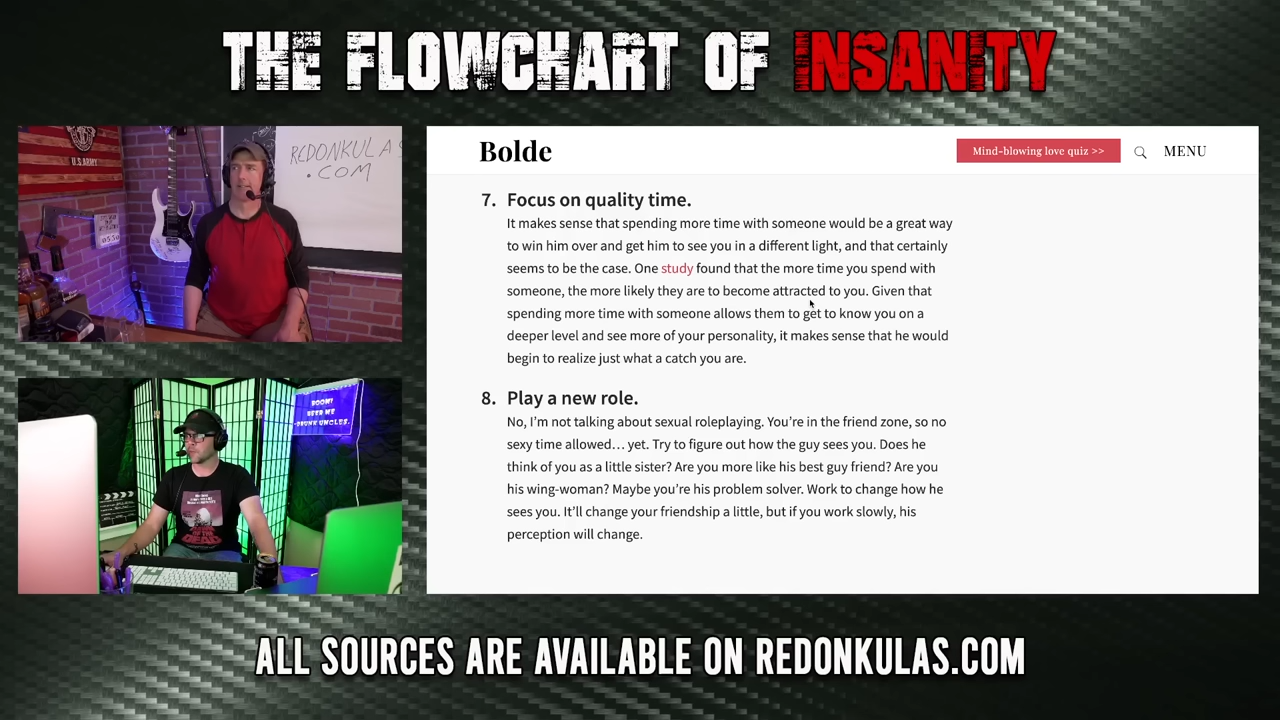 THE FLOWCHART OF INSANITY
U.S. ARMY
REDONKULAS
.COM
Bolde
Mind-blowing love quiz >>
MENU
7. Focus on quality time.
It makes sense that spending more time with someone would be a great way
to win him over and get him to see you in a different light, and that certainly
seems to be the case. One study found that the more time you spend with
someone, the more likely they are to become attracted to you. Given that
spending more time with someone allows them to get to know you on a
deeper level and see more of your personality, it makes sense that he would
begin to realize just what a catch you are.
8. Play a new role.
No, I’m not talking about sexual roleplaying. You’re in the friend zone, so no
sexy time allowed… yet. Try to figure out how the guy sees you. Does he
think of you as a little sister? Are you more like his best guy friend? Are you
his wing-woman? Maybe you’re his problem solver. Work to change how he
sees you. It’ll change your friendship a little, but if you work slowly, his
perception will change.
BOOM!
BEER ME
-DRUNK UNCLES.
ALL SOURCES ARE AVAILABLE ON REDONKULAS.COM